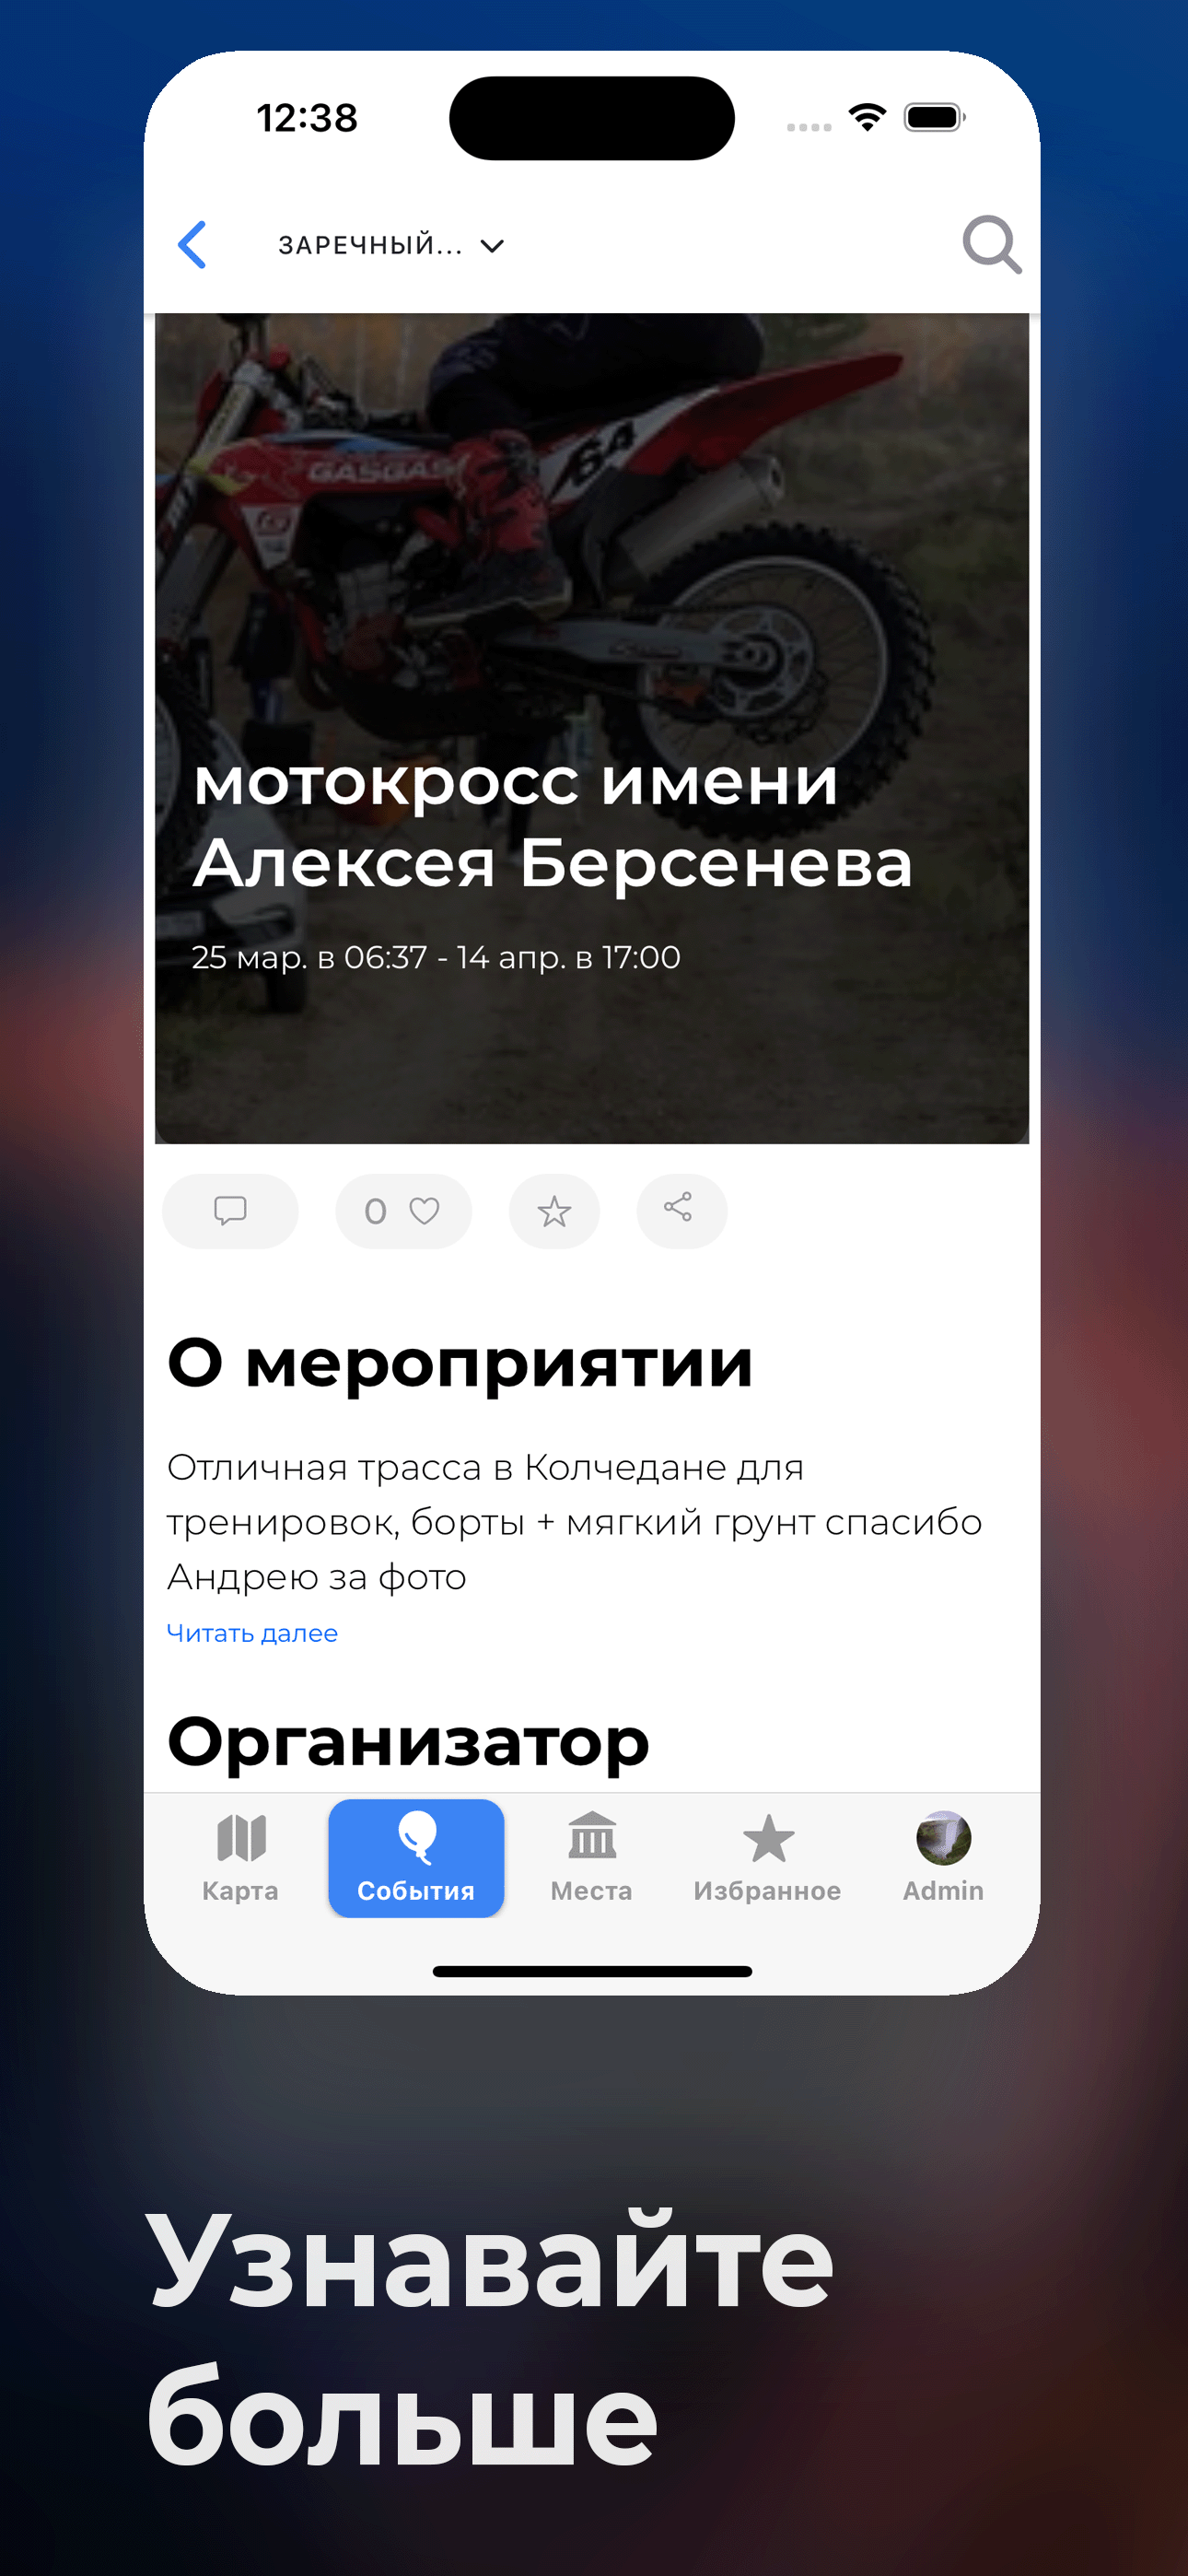 12:38
ЗАРЕЧНЫЙ...
GASGAS
64
мотокросс имени
Алексея Берсенева
25 мар. в 06:37 - 14 апр. в 17:00
0
О мероприятии
Отличная трасса в Колчедане для
тренировок, борты + мягкий грунт спасибо
Андрею за фото
Читать далее
Организатор
Карта
События
Места
Избранное
Admin
Узнавайте
больше